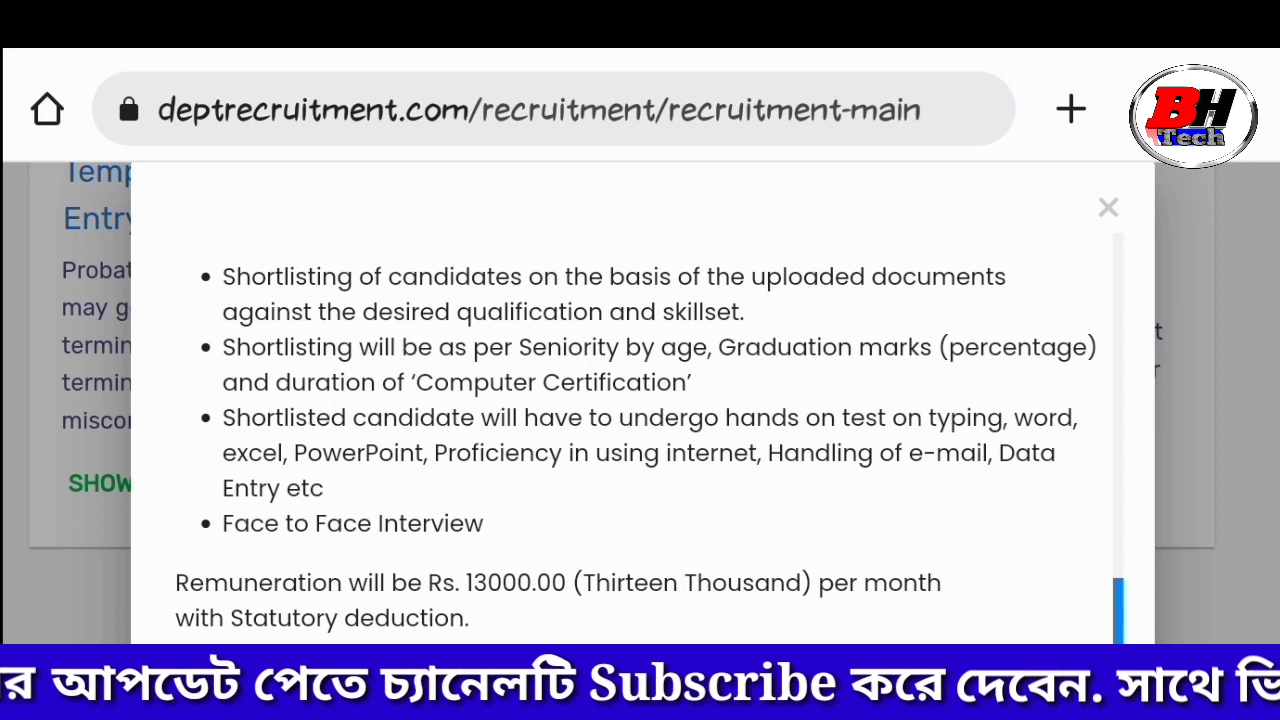 deptrecruitment.com/recruitment/recruitment-main
BH
Tech
Temp
Entry
Probat
may g
termin
termin
miscor
SHOW
Shortlisting of candidates on the basis of the uploaded documents
against the desired qualification and skillset.
Shortlisting will be as per Seniority by age, Graduation marks (percentage)
and duration of ‘Computer Certification’
Shortlisted candidate will have to undergo hands on test on typing, word,
excel, PowerPoint, Proficiency in using internet, Handling of e-mail, Data
Entry etc
Face to Face Interview
Remuneration will be Rs. 13000.00 (Thirteen Thousand) per month
with Statutory deduction.
র আপডেট পেতে চ্যানেলটি Subscribe করে দেবেন. সাথে ভি